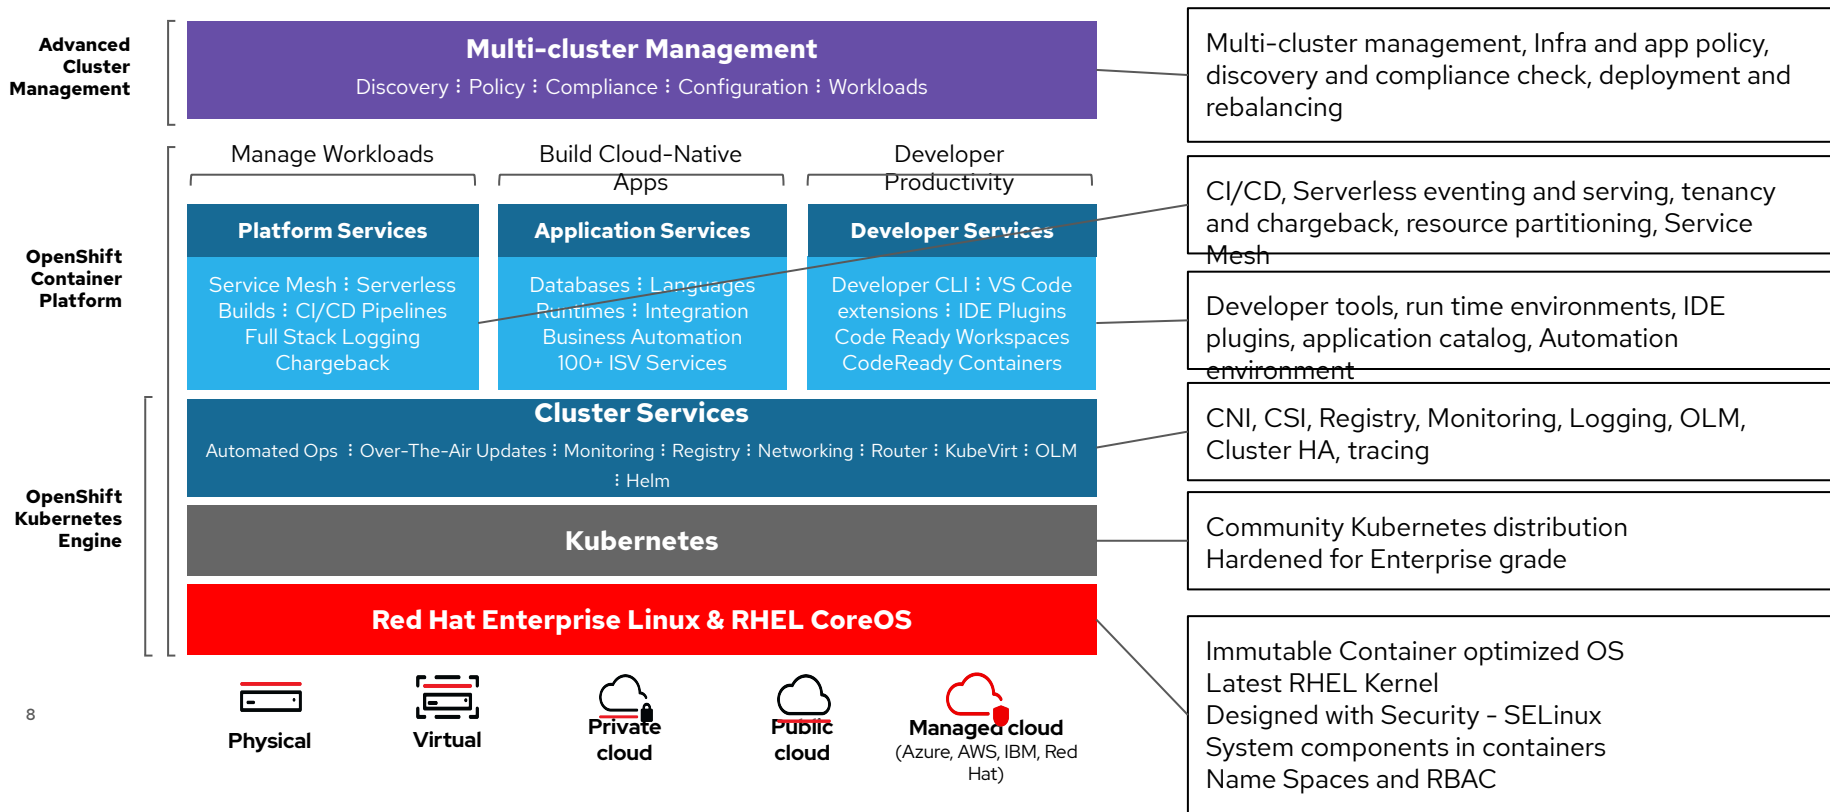 Advanced
Cluster
Management
Multi-cluster Management
Discovery ⋮ Policy ⋮ Compliance ⋮ Configuration ⋮ Workloads
Multi-cluster management, Infra and app policy,
discovery and compliance check, deployment and
rebalancing
OpenShift
Container
Platform
Manage Workloads
Build Cloud-Native
Apps
Developer
Productivity
Platform Services
Service Mesh ⋮ Serverless
Builds ⋮ CI/CD Pipelines
Full Stack Logging
Chargeback
Application Services
Databases ⋮ Languages
Runtimes ⋮ Integration
Business Automation
100+ ISV Services
Developer Services
Developer CLI ⋮ VS Code
extensions ⋮ IDE Plugins
Code Ready Workspaces
CodeReady Containers
CI/CD, Serverless eventing and serving, tenancy
and chargeback, resource partitioning, Service
Mesh
Developer tools, run time environments, IDE
plugins, application catalog, Automation
environment
OpenShift
Kubernetes
Engine
Cluster Services
Automated Ops ⋮ Over-The-Air Updates ⋮ Monitoring ⋮ Registry ⋮ Networking ⋮ Router ⋮ KubeVirt ⋮ OLM
⋮ Helm
CNI, CSI, Registry, Monitoring, Logging, OLM,
Cluster HA, tracing
Kubernetes
Community Kubernetes distribution
Hardened for Enterprise grade
Red Hat Enterprise Linux & RHEL CoreOS
Immutable Container optimized OS
Latest RHEL Kernel
Designed with Security - SELinux
System components in containers
Name Spaces and RBAC
Physical
Virtual
Private
cloud
Public
cloud
Managed cloud
(Azure, AWS, IBM, Red
Hat)
8